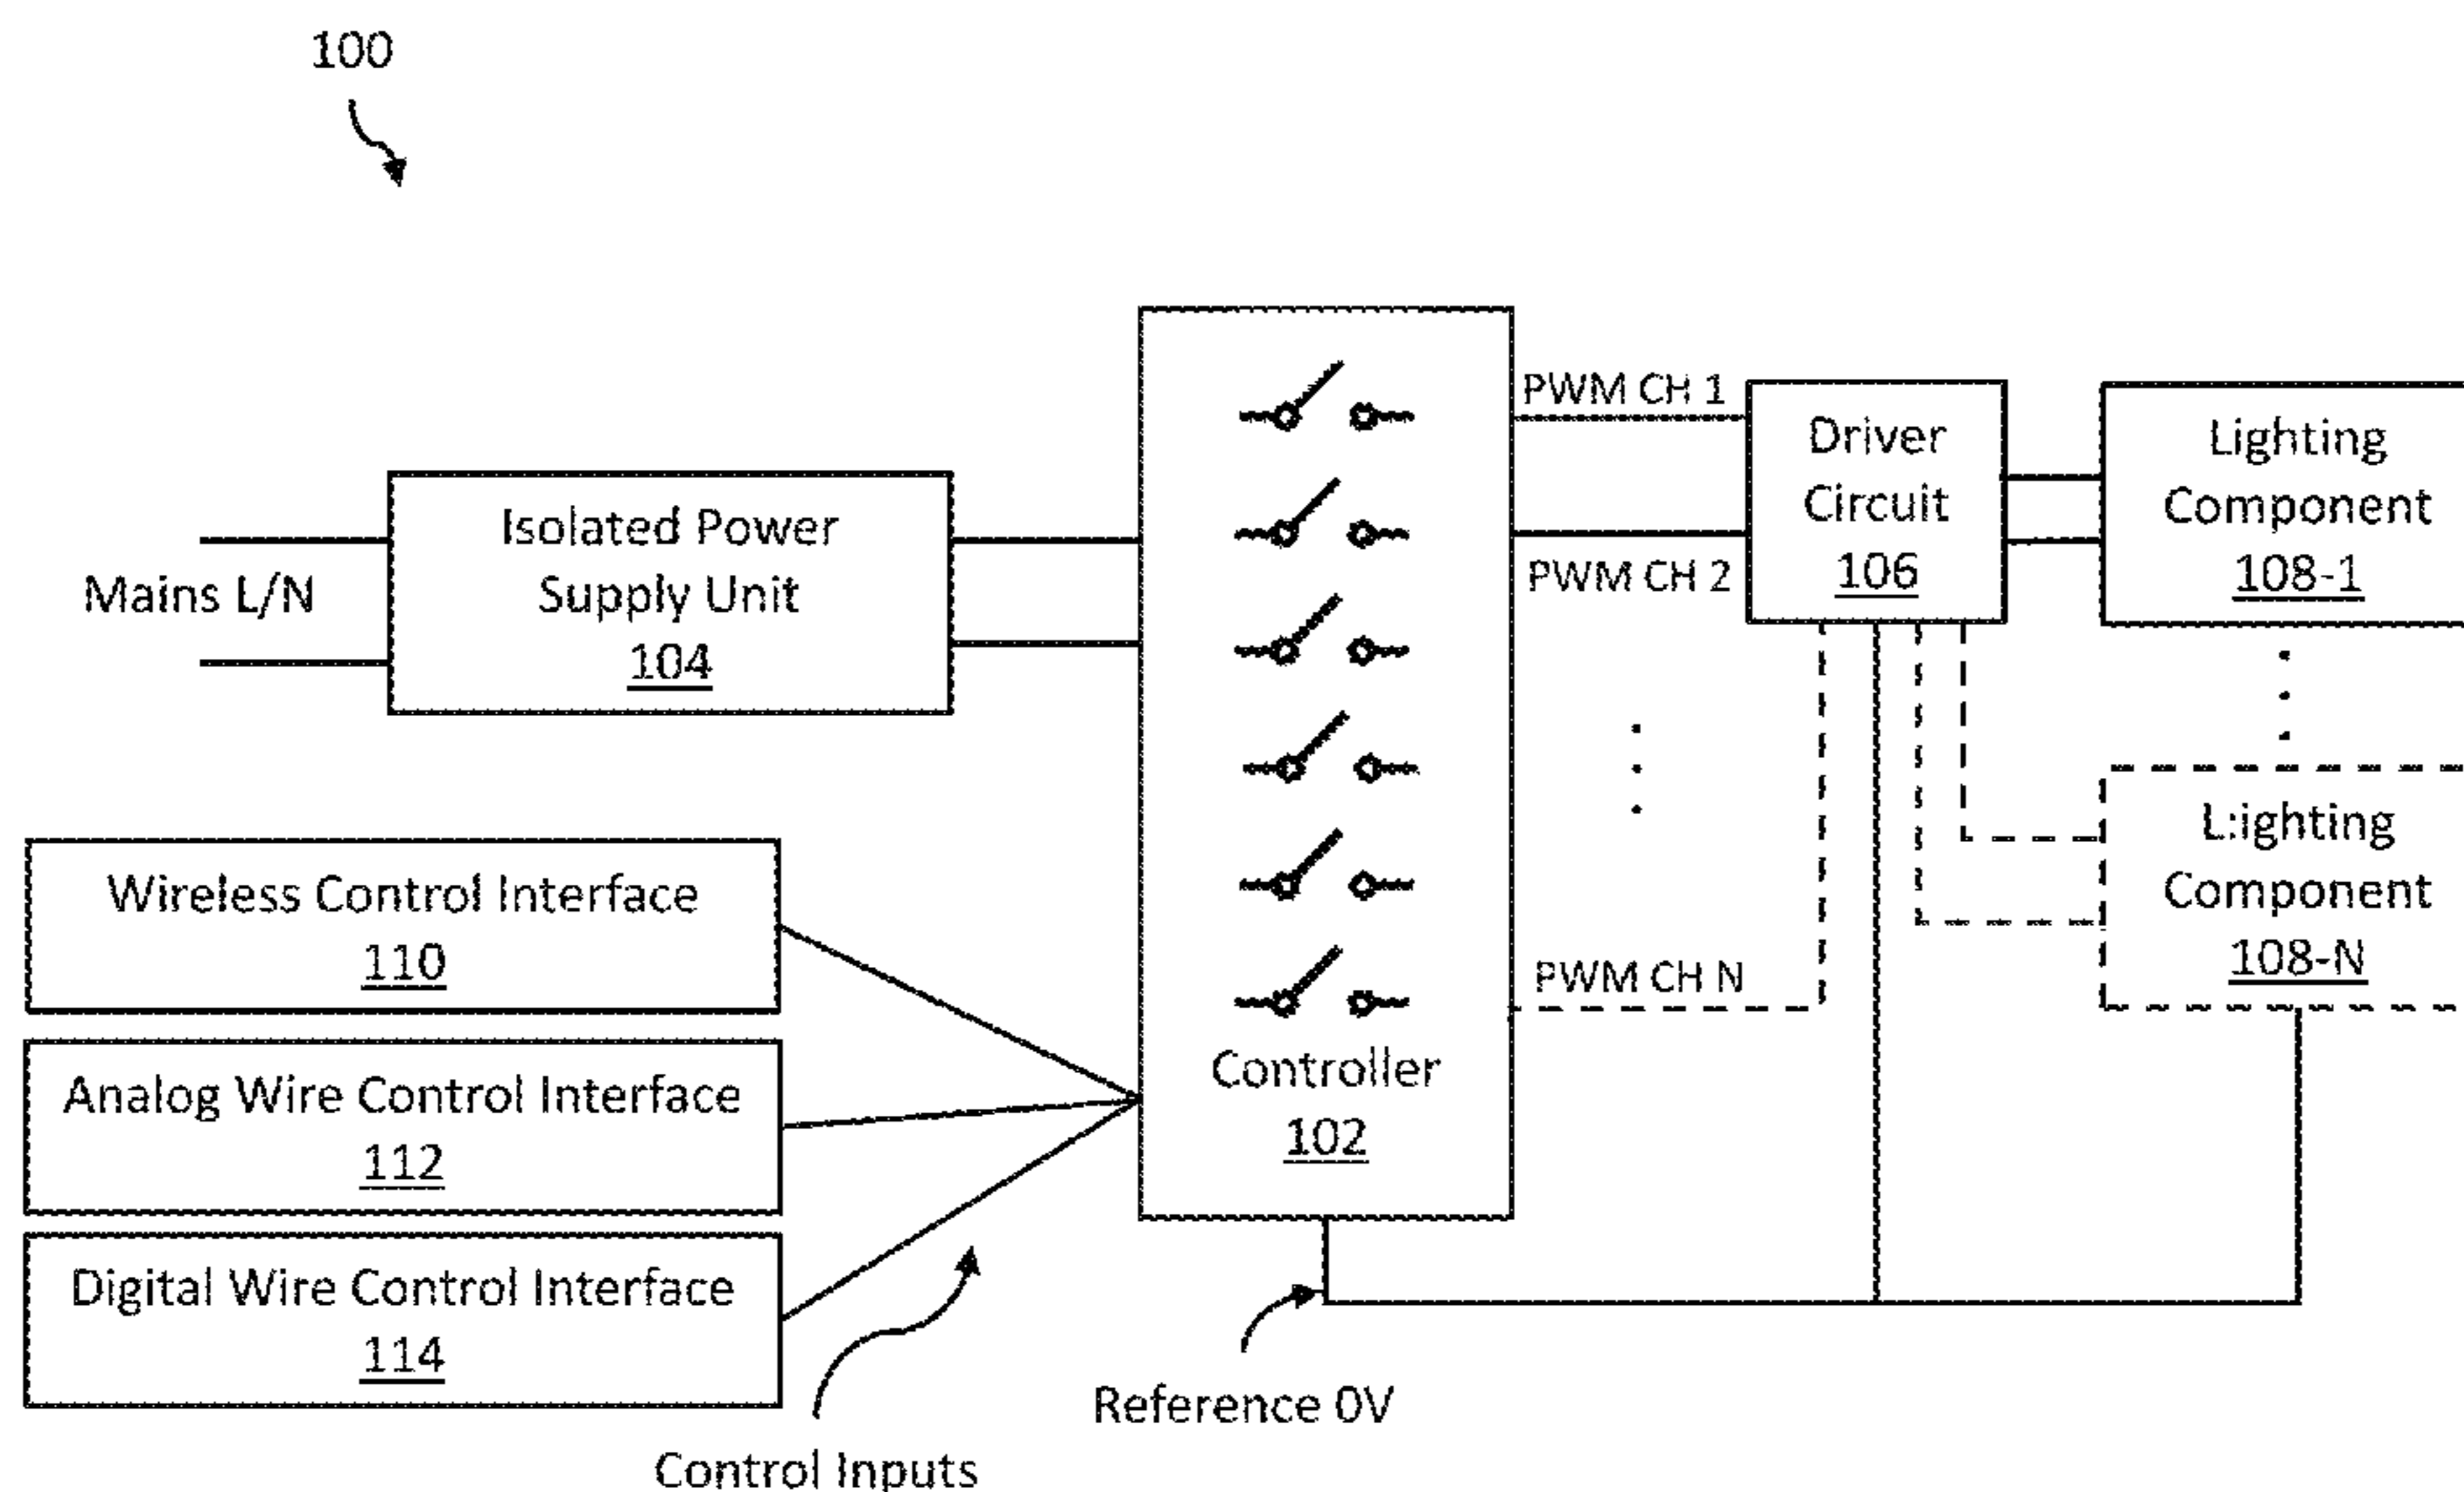 100
Mains L/N
Isolated Power
Supply Unit
104
Wireless Control Interface
110
Analog Wire Control Interface
112
Digital Wire Control Interface
114
Control Inputs
Controller
102
Reference 0V
PWM CH 1
PWM CH 2
PWM CH N
Driver
Circuit
106
Lighting
Component
108-1
L:ighting
Component
108-N